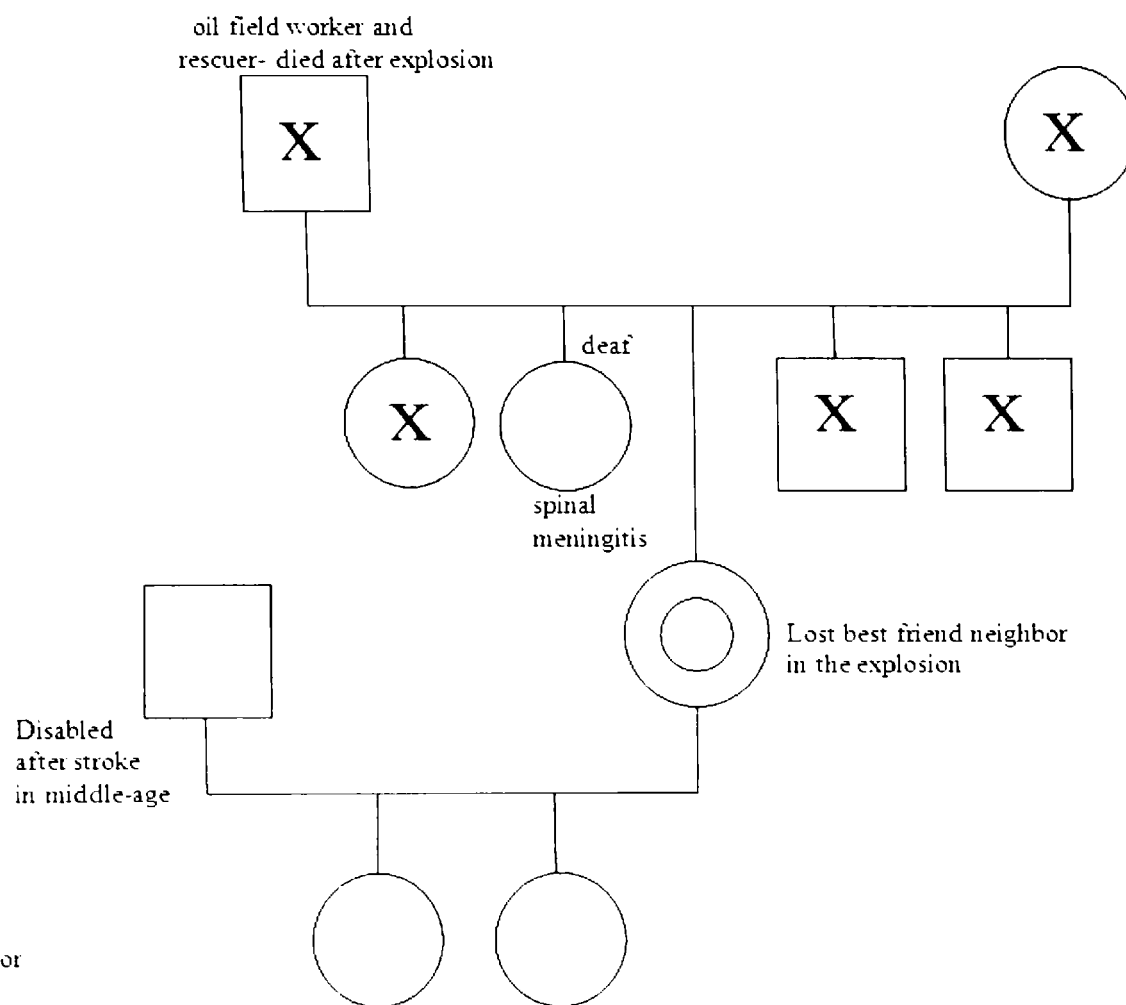 oil field worker and
rescuer- died after explosion
X
X
deaf
X
X
X
spinal
meningitis
Lost best friend neighbor
in the explosion
Disabled
after stroke
in middle-age
or